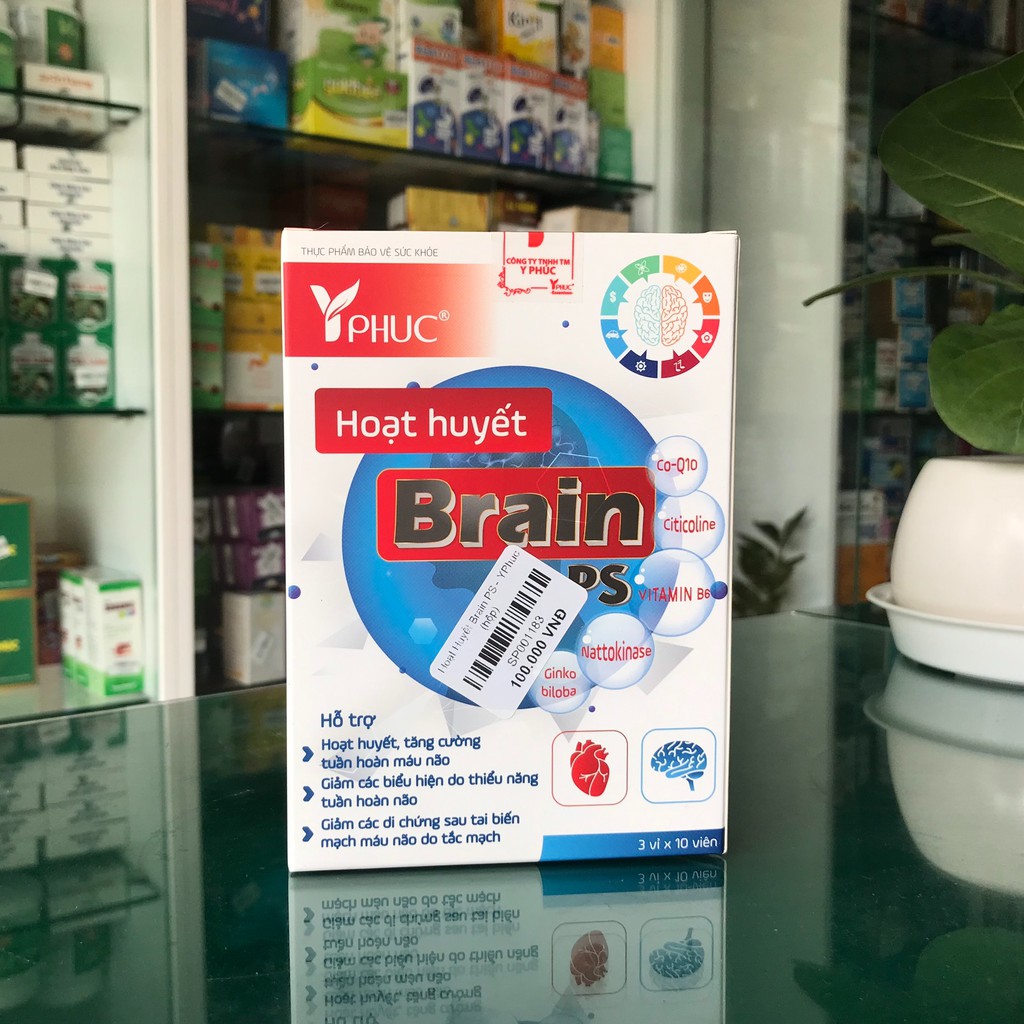 THỰC PHẨM BẢO VỆ SỨC KHỎE
CÔNG TY TNHH TM
Y PHÚC
YPHUC
YPHUC®
Hoạt huyết
Brain
PS
Co-Q10
Citicoline
VITAMIN B6
Nattokinase
Ginko
biloba
Hoạt Huyết Brain PS - YPhuc
(hộp)
SP001183
100.000 VNĐ
Hỗ trợ
Hoạt huyết, tăng cường
tuần hoàn máu não
Giảm các biểu hiện do thiểu năng
tuần hoàn não
Giảm các di chứng sau tai biến
mạch máu não do tắc mạch
3 vỉ x 10 viên